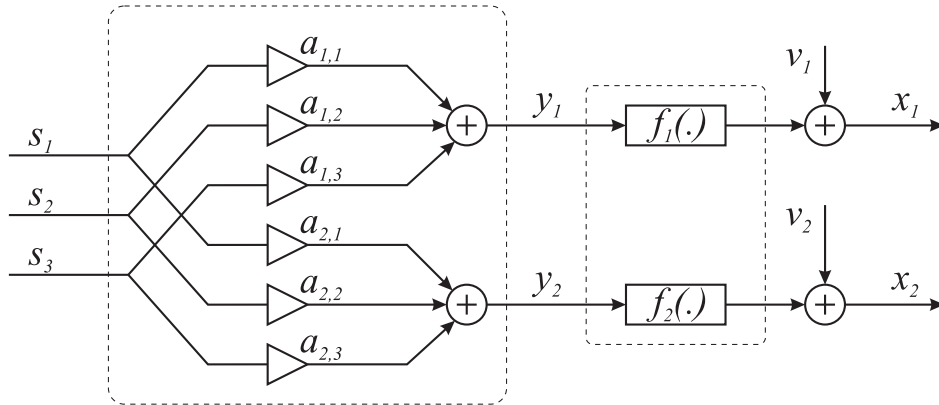 a1,1
v1
a1,2
y1
x1
s1
f1(.)
+
+
a1,3
s2
a2,1
v2
s3
a2,2
y2
x2
f2(.)
+
+
a2,3